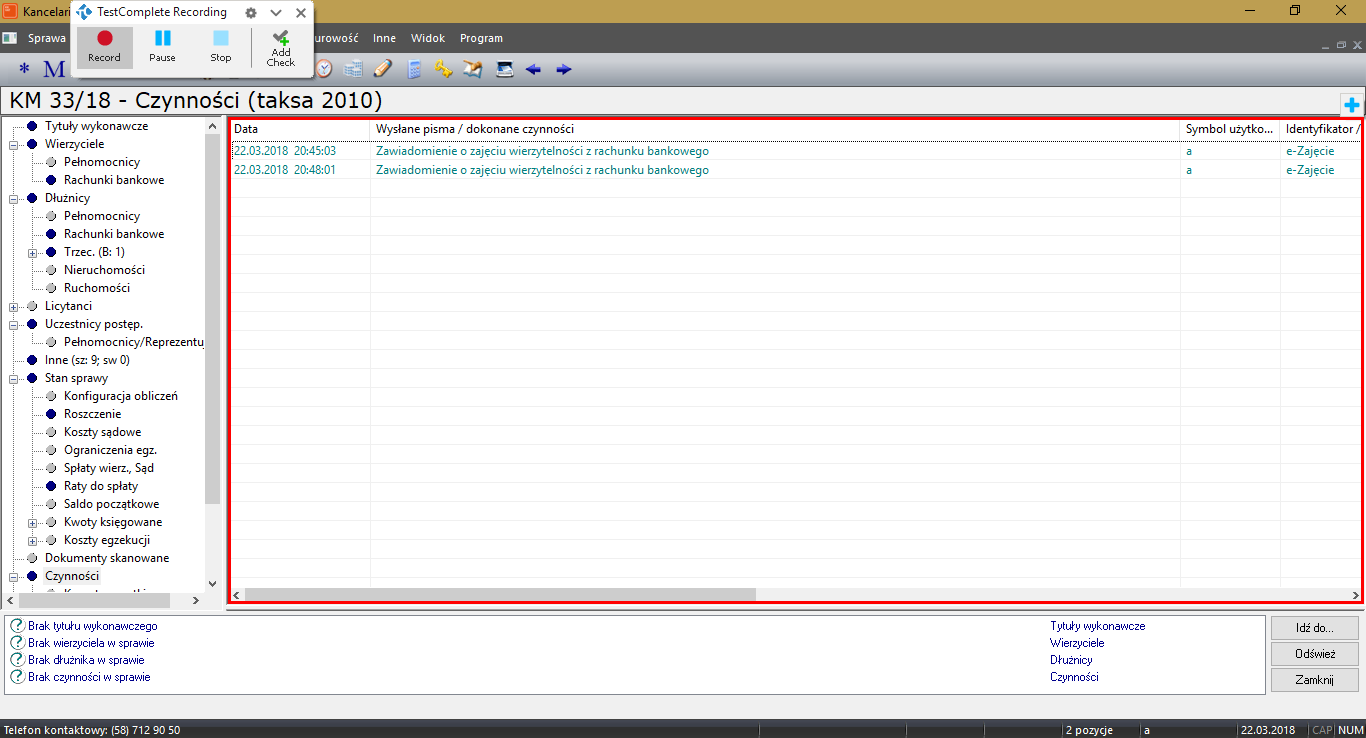 Kancelari
TestComplete Recording
Record
Pause
Stop
Add Check
Sprawa
urowość
Inne
Widok
Program
* M
KM 33/18 - Czynności (taksa 2010)
Tytuły wykonawcze
Wierzyciele
Pełnomocnicy
Rachunki bankowe
Dłużnicy
Pełnomocnicy
Rachunki bankowe
Trzec. (B: 1)
Nieruchomości
Ruchomości
Licytanci
Uczestnicy postęp.
Pełnomocnicy/Reprezentuj
Inne (sz: 9; sw 0)
Stan sprawy
Konfiguracja obliczeń
Roszczenie
Koszty sądowe
Ograniczenia egz.
Spłaty wierz., Sąd
Raty do spłaty
Saldo początkowe
Kwoty księgowane
Koszty egzekucji
Dokumenty skanowane
Czynności
Data Wysłane pisma / dokonane czynności Symbol użytko... Identyfikator /
22.03.2018 20:45:03 Zawiadomienie o zajęciu wierzytelności z rachunku bankowego a e-Zajęcie
22.03.2018 20:48:01 Zawiadomienie o zajęciu wierzytelności z rachunku bankowego a e-Zajęcie
Brak tytułu wykonawczego Tytuły wykonawcze
Brak wierzyciela w sprawie Wierzyciele
Brak dłużnika w sprawie Dłużnicy
Brak czynności w sprawie Czynności
Idź do...
Odśwież
Zamknij
Telefon kontaktowy: (58) 712 90 50 2 pozycje a 22.03.2018 CAP NUM